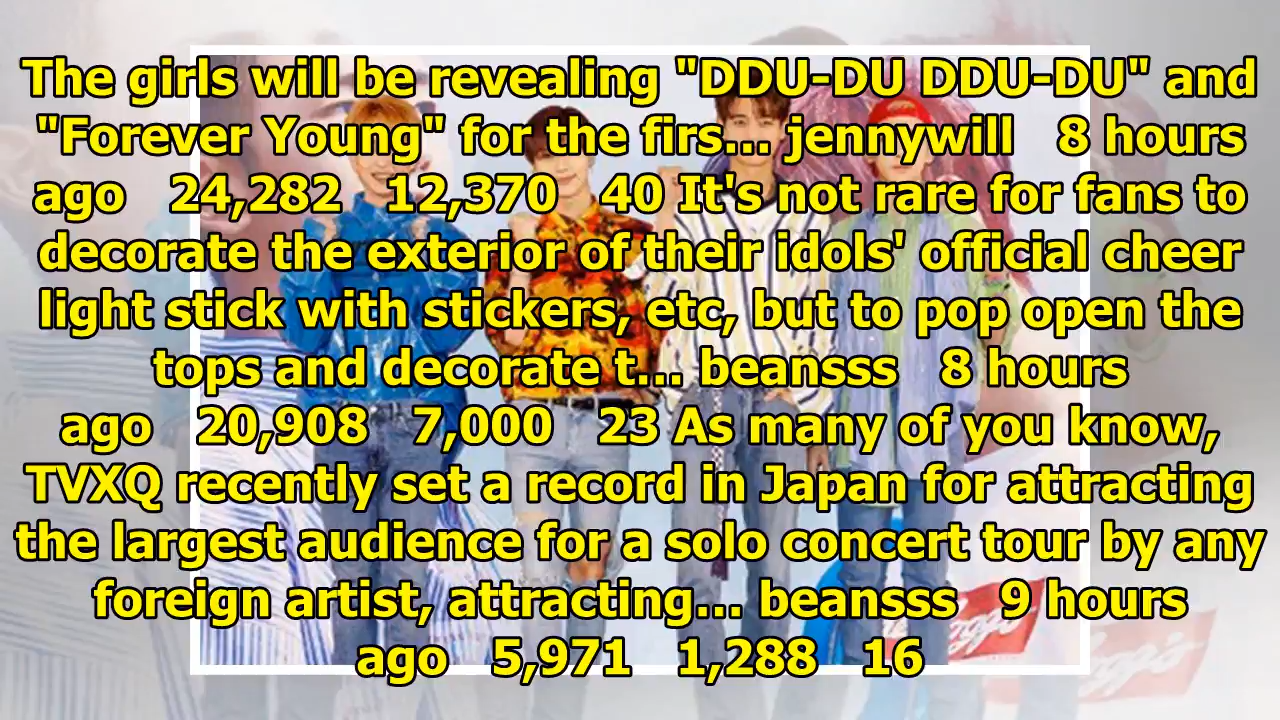 The girls will be revealing "DDU-DU DDU-DU" and
"Forever Young" for the firs... jennywill 8 hours
ago 24,282 12,370 40 It's not rare for fans to
decorate the exterior of their idols' official cheer
light stick with stickers, etc, but to pop open the
tops and decorate t... beansss 8 hours
ago 20,908 7,000 23 As many of you know,
TVXQ recently set a record in Japan for attracting
the largest audience for a solo concert tour by any
foreign artist, attracting... beansss 9 hours
ago 5,971 1,288 16